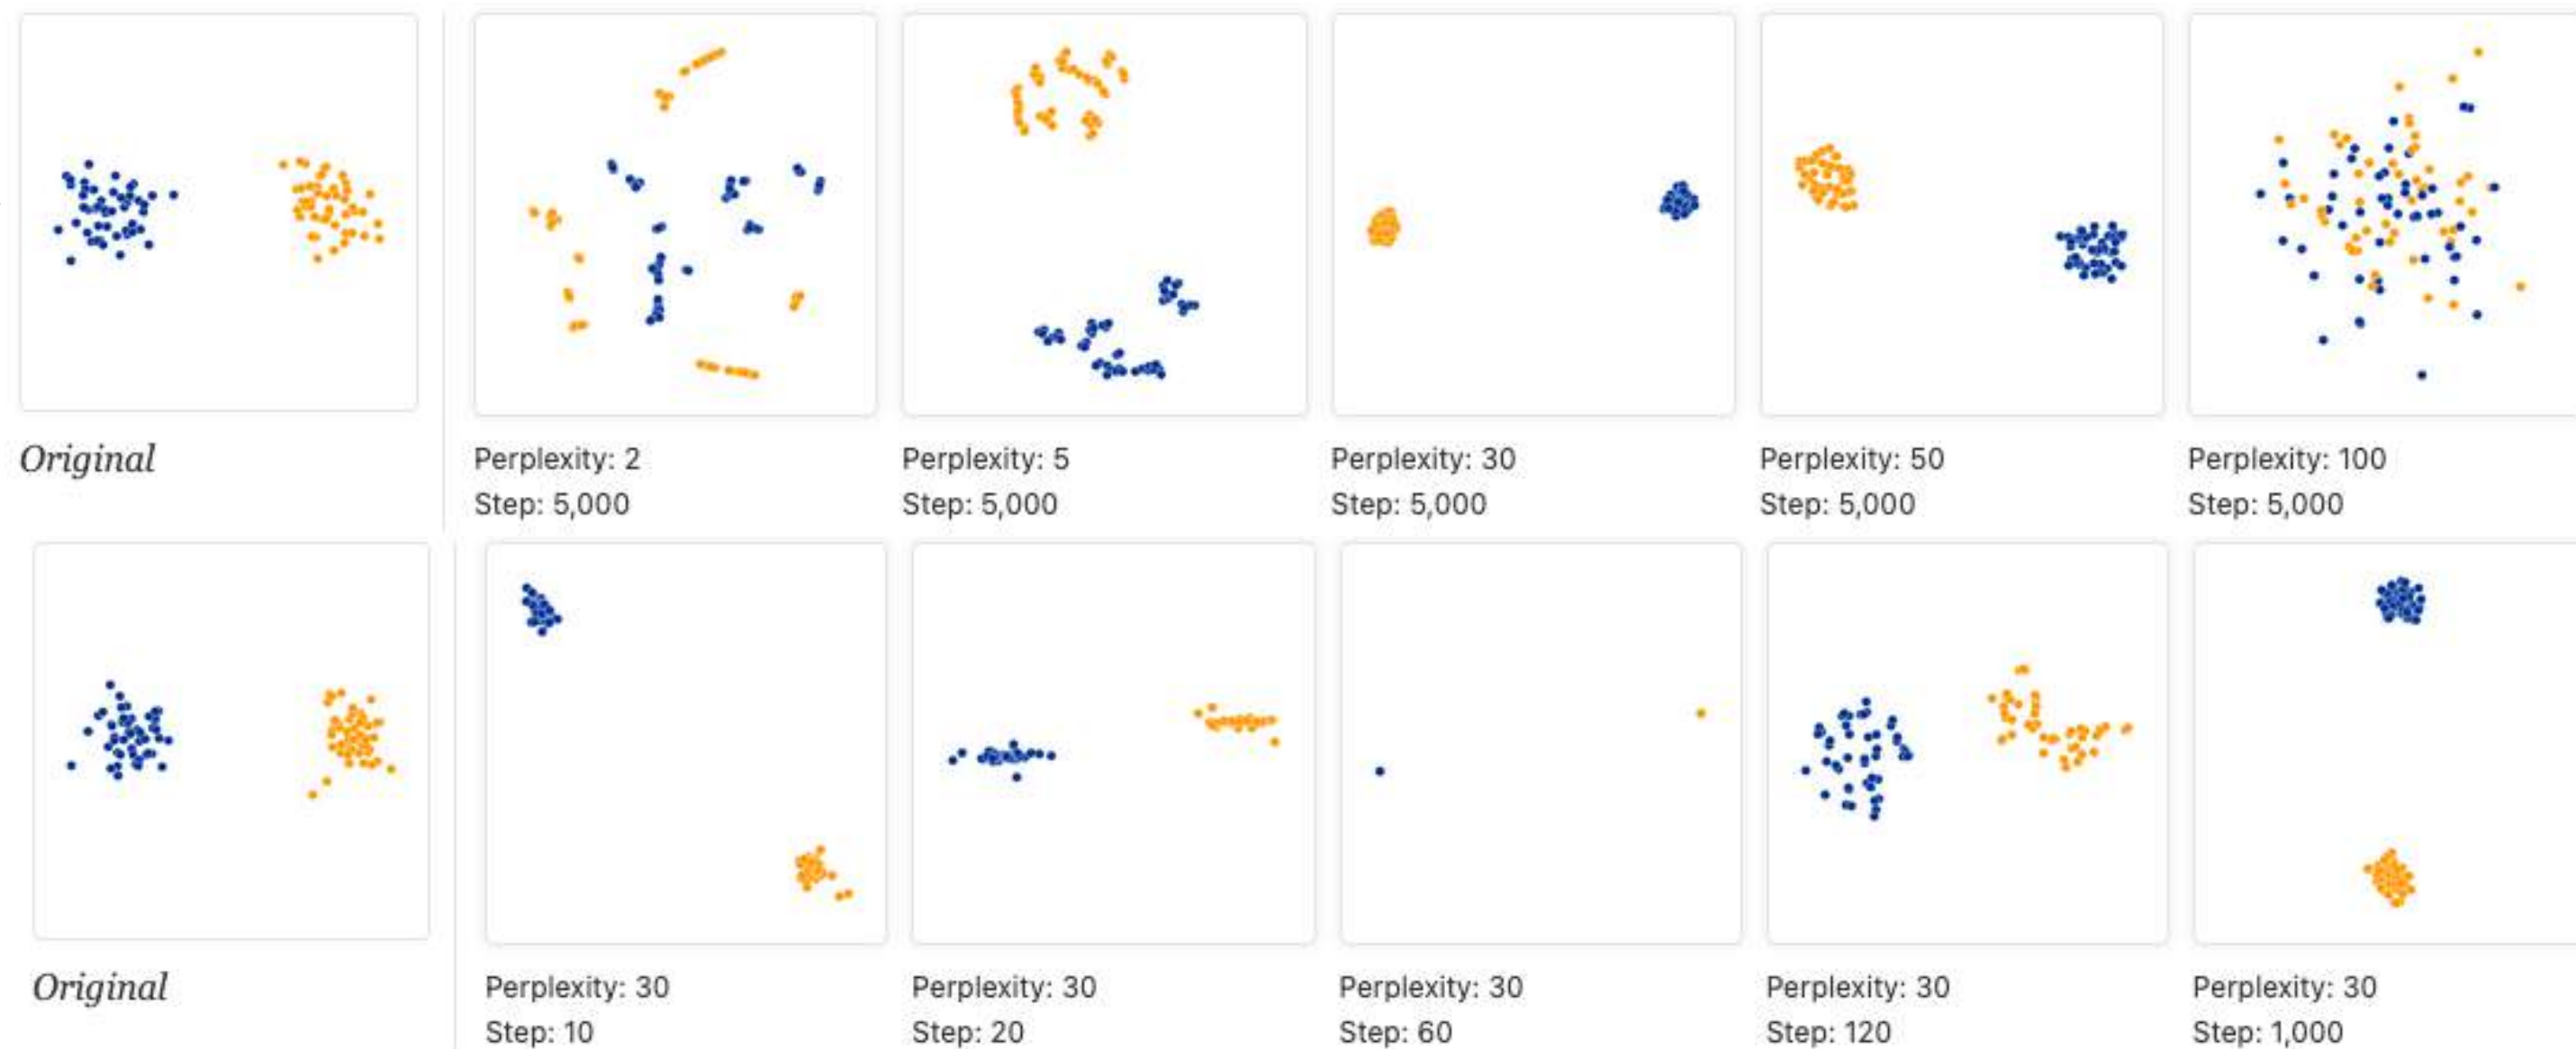 Original
Perplexity: 2
Step: 5,000
Perplexity: 5
Step: 5,000
Perplexity: 30
Step: 5,000
Perplexity: 50
Step: 5,000
Perplexity: 100
Step: 5,000
Original
Perplexity: 30
Step: 10
Perplexity: 30
Step: 20
Perplexity: 30
Step: 60
Perplexity: 30
Step: 120
Perplexity: 30
Step: 1,000